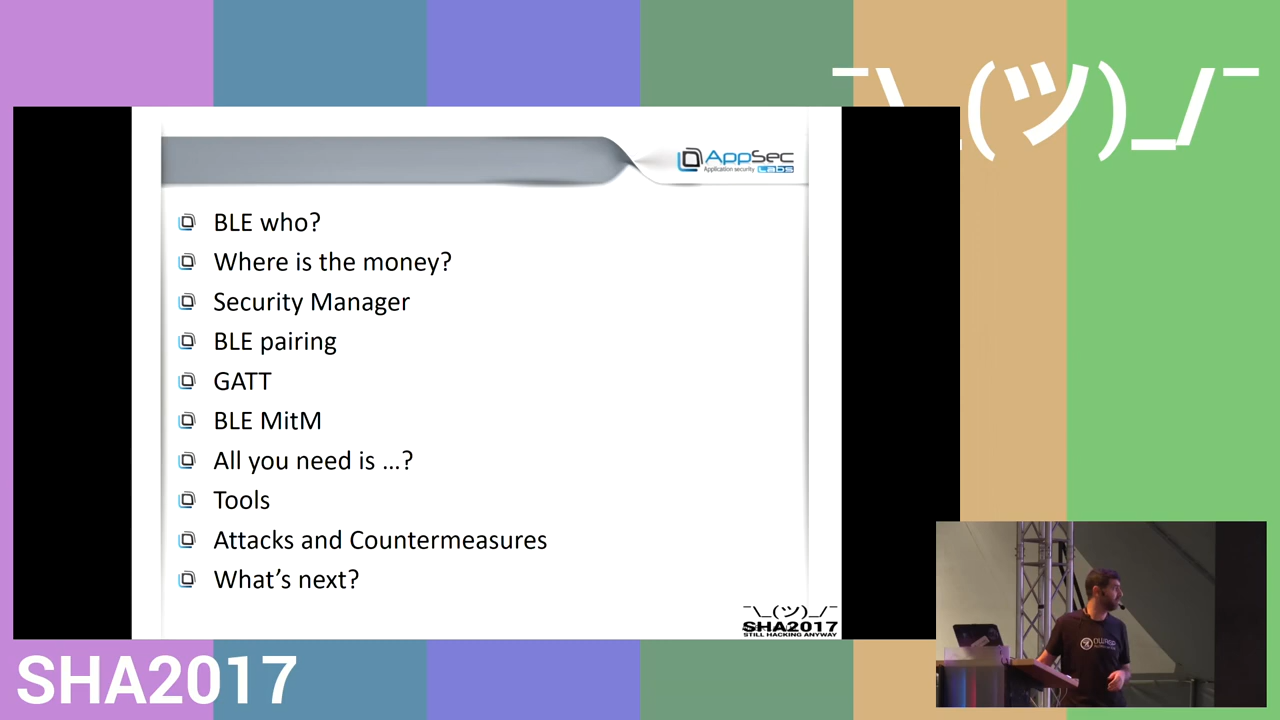 ¯\_(ツ)_/¯
AppSec
Application security Labs
BLE who?
Where is the money?
Security Manager
BLE pairing
GATT
BLE MitM
All you need is ...?
Tools
Attacks and Countermeasures
What's next?
¯\_(ツ)_/¯
SHA2017
STILL HACKING ANYWAY
OWASP
SHA2017